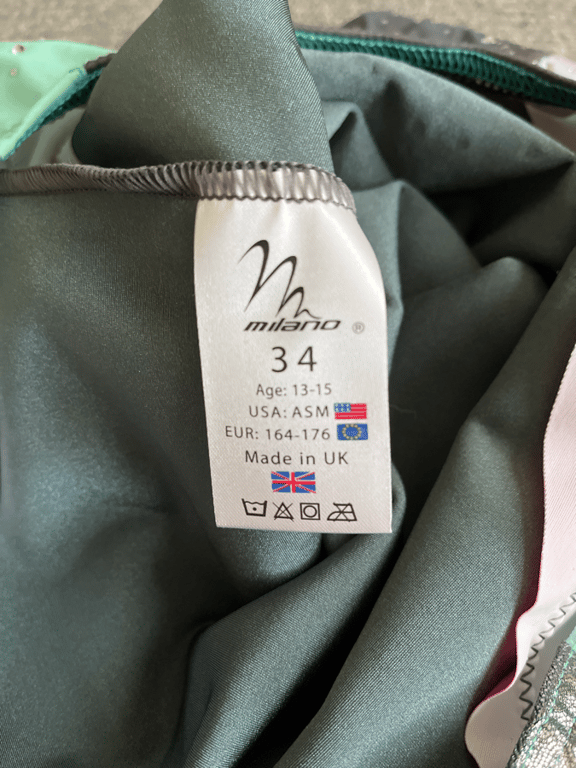 milano ®
34
Age: 13-15
USA: ASM
EUR: 164-176
Made in UK